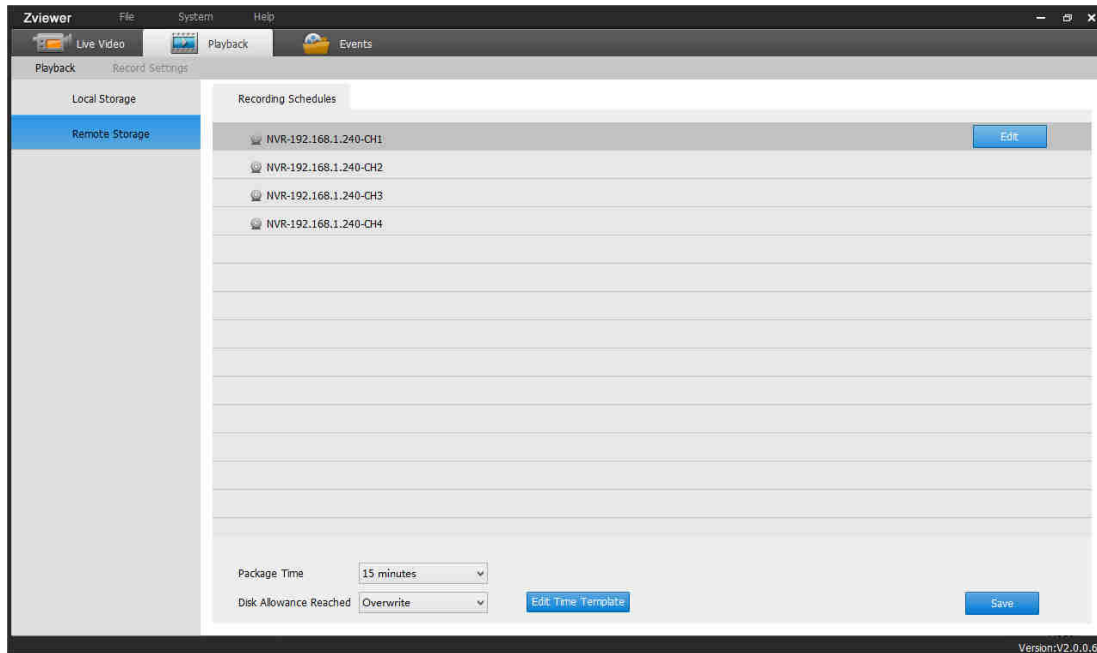 Zviewer File System Help
Live Video Playback Events
Playback Record Settings
Local Storage Recording Schedules
Remote Storage
NVR-192.168.1.240-CH1 Edit
NVR-192.168.1.240-CH2
NVR-192.168.1.240-CH3
NVR-192.168.1.240-CH4
Package Time 15 minutes
Disk Allowance Reached Overwrite Edit Time Template Save
Version:V2.0.0.6